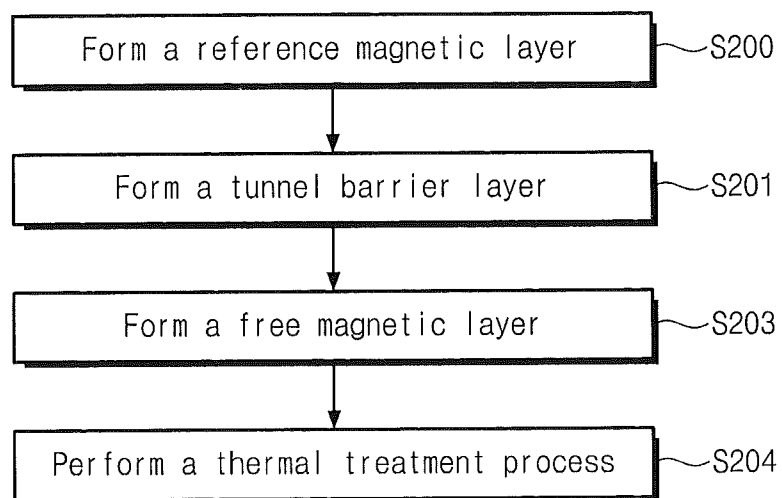 Form a reference magnetic layer
S200
Form a tunnel barrier layer
S201
Form a free magnetic layer
S203
Perform a thermal treatment process
S204